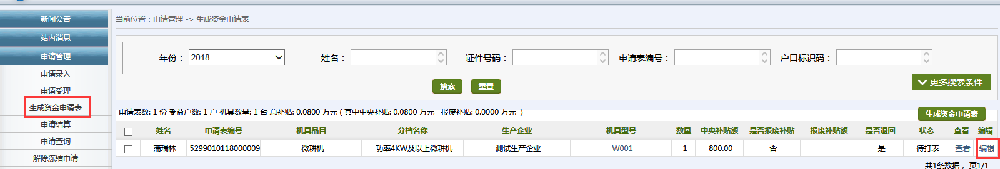 新闻公告
站内消息
申请管理
申请录入
申请受理
生成资金申请表
申请结算
申请查询
解除冻结申请
当前位置：申请管理 -> 生成资金申请表
年份： 2018 姓名： 证件号码： 申请表编号： 户口标识码：
搜索 重置 更多搜索条件
申请表数: 1 份 受益户数: 1 户 机具数量: 1 台 总补贴: 0.0800 万元 ( 其中中央补贴: 0.0800 万元 报废补贴: 0.0000 万元 )
生成资金申请表
姓名 申请表编号 机具品目 分档名称 生产企业 机具型号 数量 中央补贴额 是否报废补贴 报废补贴额 是否退回 状态 查看 编辑
蒲瑞林 5299010118000009 微耕机 功率4KW及以上微耕机 测试生产企业 W001 1 800.00 否 是 待打表 查看 编辑
共1条数据，页1/1